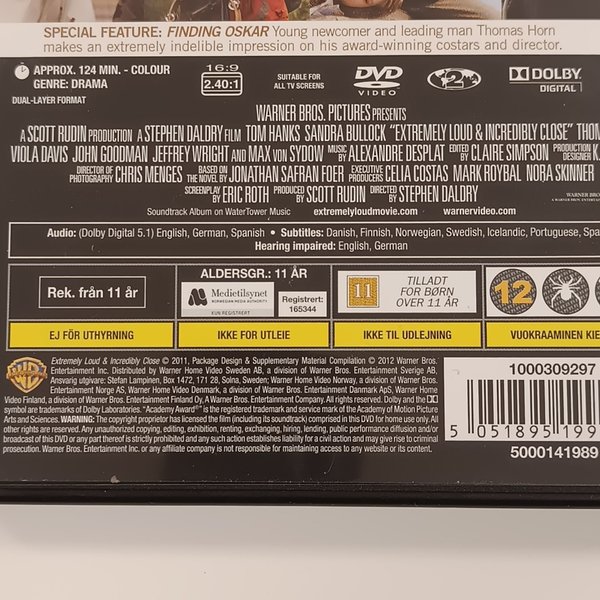 SPECIAL FEATURE: FINDING OSKAR Young newcomer and leading man Thomas Horn
makes an extremely indelible impression on his award-winning costars and director.
APPROX. 124 MIN. - COLOUR
GENRE: DRAMA
DUAL-LAYER FORMAT
16:9
2.40:1
SUITABLE FOR
ALL TV SCREENS
DVD
VIDEO
2
DOLBY
DIGITAL
WARNER BROS. PICTURES PRESENTS
A SCOTT RUDIN PRODUCTION A STEPHEN DALDRY FILM TOM HANKS SANDRA BULLOCK "EXTREMELY LOUD & INCREDIBLY CLOSE" THOM
VIOLA DAVIS JOHN GOODMAN JEFFREY WRIGHT AND MAX VON SYDOW MUSIC BY ALEXANDRE DESPLAT EDITED BY CLAIRE SIMPSON PRODUCTION DESIGNER K.
DIRECTOR OF PHOTOGRAPHY CHRIS MENGES BASED ON THE NOVEL BY JONATHAN SAFRAN FOER EXECUTIVE PRODUCERS CELIA COSTAS MARK ROYBAL NORA SKINNER
SCREENPLAY BY ERIC ROTH PRODUCED BY SCOTT RUDIN DIRECTED BY STEPHEN DALDRY
Soundtrack Album on WaterTower Music extremelyloudmovie.com warnervideo.com
Audio: (Dolby Digital 5.1) English, German, Spanish • Subtitles: Danish, Finnish, Norwegian, Swedish, Icelandic, Portuguese, Spa
Hearing impaired: English, German
Rek. från 11 år
ALDERSGR.: 11 ÅR
Medietilsynet
NORWEGIAN MEDIA AUTHORITY
KUN REGISTRERT
Registrert:
165344
11
TILLADT
FOR BØRN
OVER 11 ÅR
12
EJ FÖR UTHYRNING
IKKE FOR UTLEIE
IKKE TIL UDLEJNING
VUOKRAAMINEN KIE
WB
Extremely Loud & Incredibly Close © 2011, Package Design & Supplementary Material Compilation © 2012 Warner Bros.
Entertainment Inc. Distributed by Warner Home Video Sweden, a division of Warner Bros. Entertainment Sverige AB,
Ansvarig utgivare: Stefan Lampinen, Box 1472, 171 28, Solna, Sweden; Warner Home Video Norway, a division of Warner Bros.
Entertainment Norge AS, Warner Home Video Denmark, a division of Warner Bros. Entertainment Danmark ApS, Warner Home
Video Finland, a division of Warner Bros. Entertainment Finland Oy, A Warner Bros. Entertainment Company. All rights reserved. Dolby and the
symbol are trademarks of Dolby Laboratories. "Academy Award®" is the registered trademark and service mark of the Academy of Motion Picture
Arts and Sciences. WARNING: The copyright proprietor has licensed the film (including its soundtrack) comprised in this DVD for home use only. All
other rights are reserved. Any unauthorized copying, editing, exhibition, renting, exchanging, hiring, lending, public performance diffusion and/or
broadcast of this DVD or any part thereof is strictly prohibited and any such action establishes liability for a civil action and may give rise to criminal
prosecution. Warner Bros. Entertainment Inc. or any affiliate company is not responsible for maintaining access to any website or its content.
1000309297
5 051895 199
5000141989